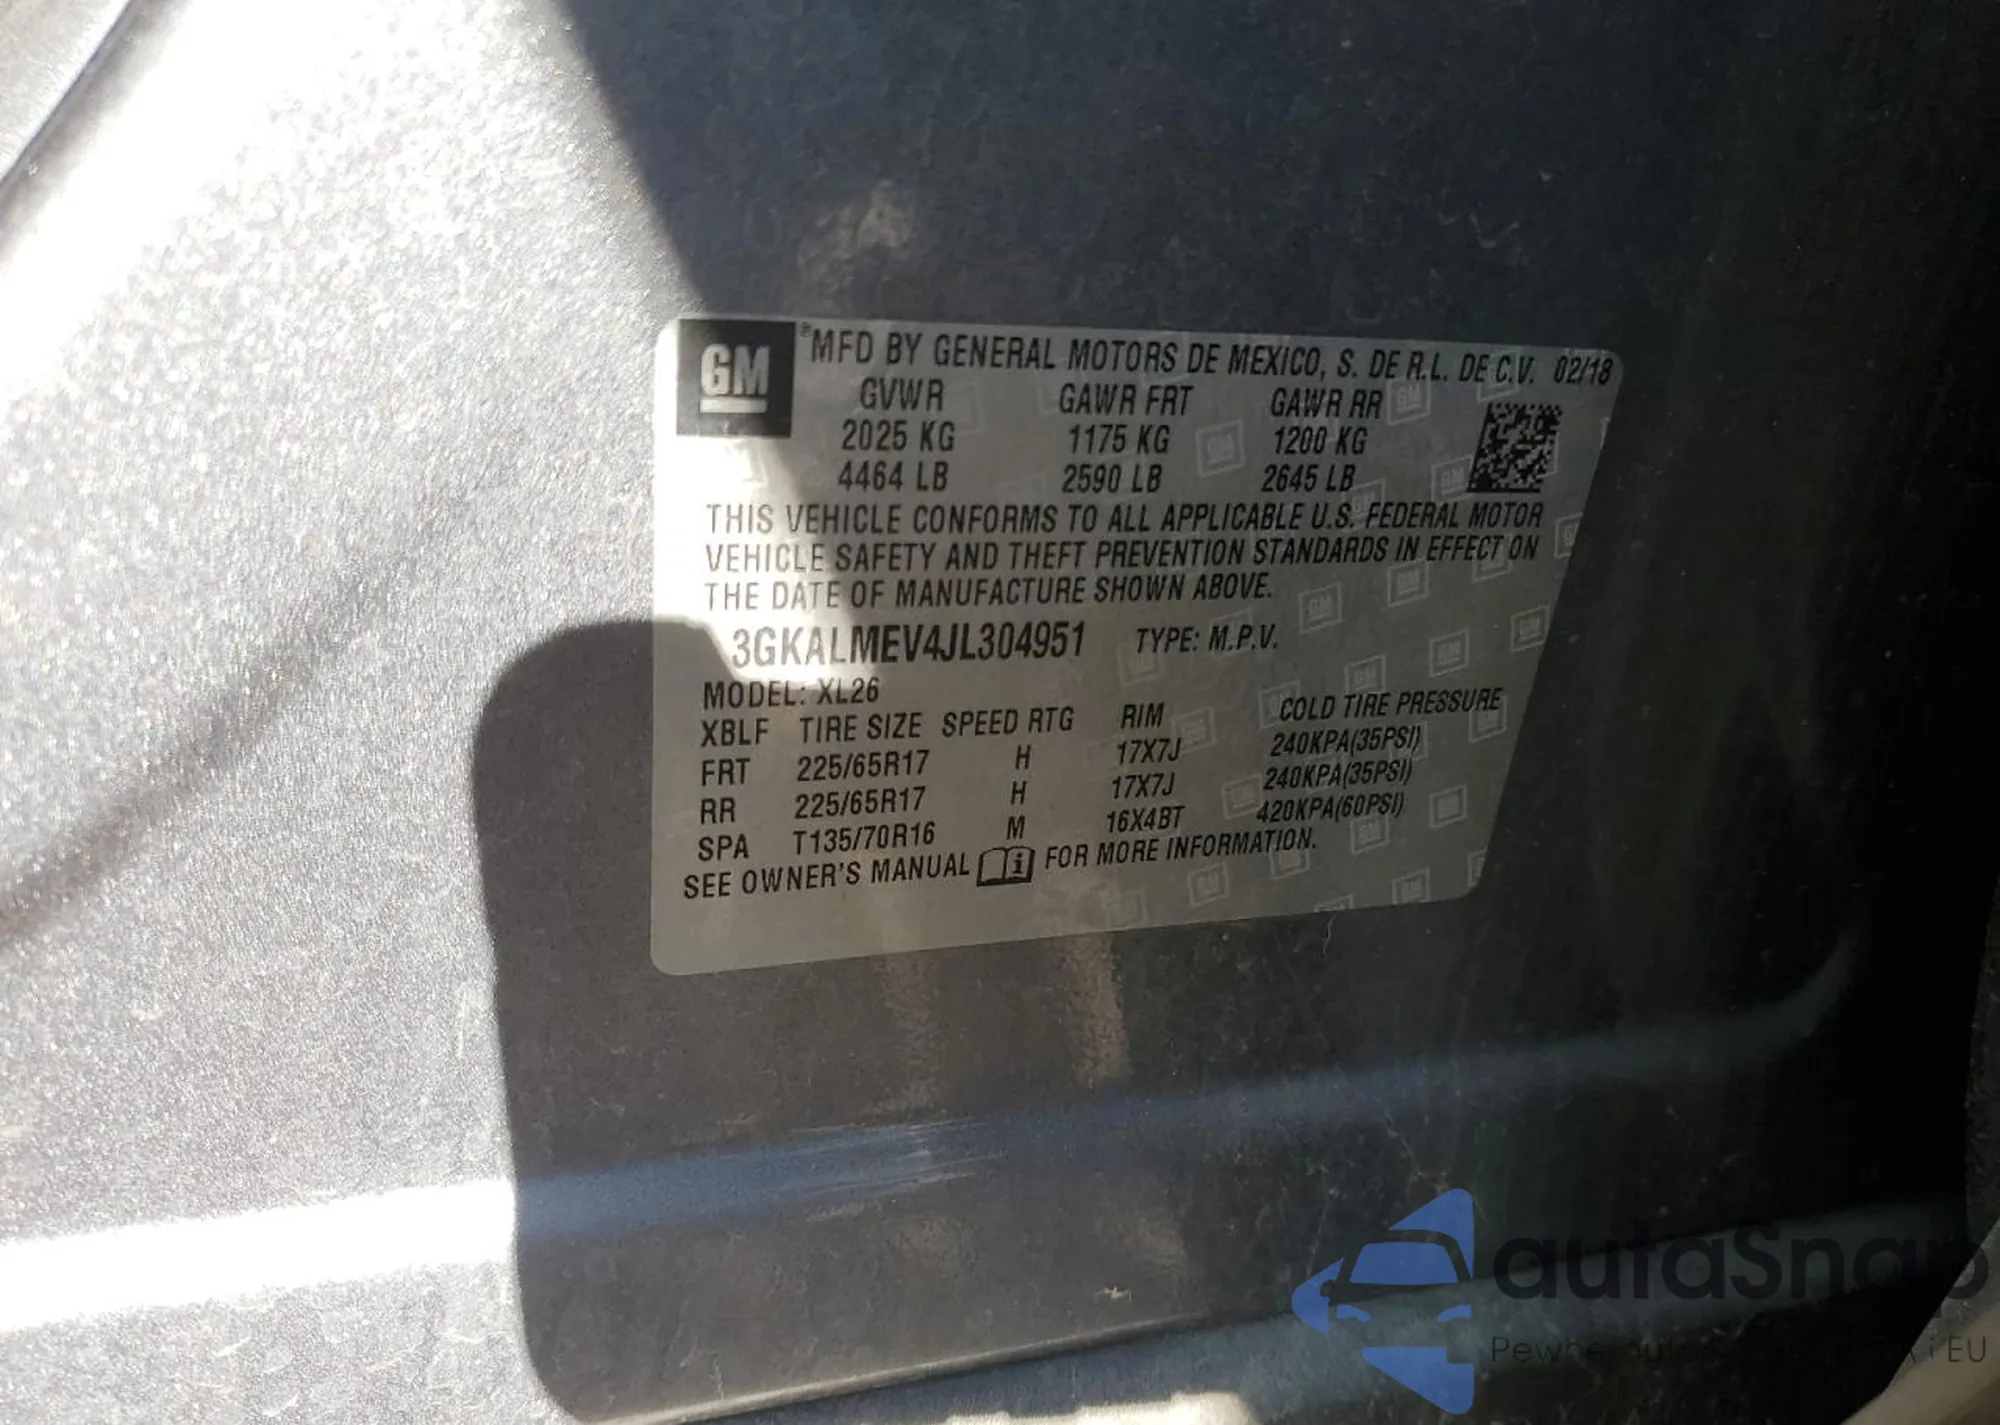 GM
® MFD BY GENERAL MOTORS DE MEXICO, S. DE R.L. DE C.V. 02/18
GVWR GAWR FRT GAWR RR
2025 KG 1175 KG 1200 KG
4464 LB 2590 LB 2645 LB
THIS VEHICLE CONFORMS TO ALL APPLICABLE U.S. FEDERAL MOTOR
VEHICLE SAFETY AND THEFT PREVENTION STANDARDS IN EFFECT ON
THE DATE OF MANUFACTURE SHOWN ABOVE.
3GKALMEV4JL304951 TYPE: M.P.V.
MODEL: XL26
XBLF TIRE SIZE SPEED RTG RIM COLD TIRE PRESSURE
FRT 225/65R17 H 17X7J 240KPA(35PSI)
RR 225/65R17 H 17X7J 240KPA(35PSI)
SPA T135/70R16 M 16X4BT 420KPA(60PSI)
SEE OWNER'S MANUAL FOR MORE INFORMATION.
autaSnap
Pewne auta i EU